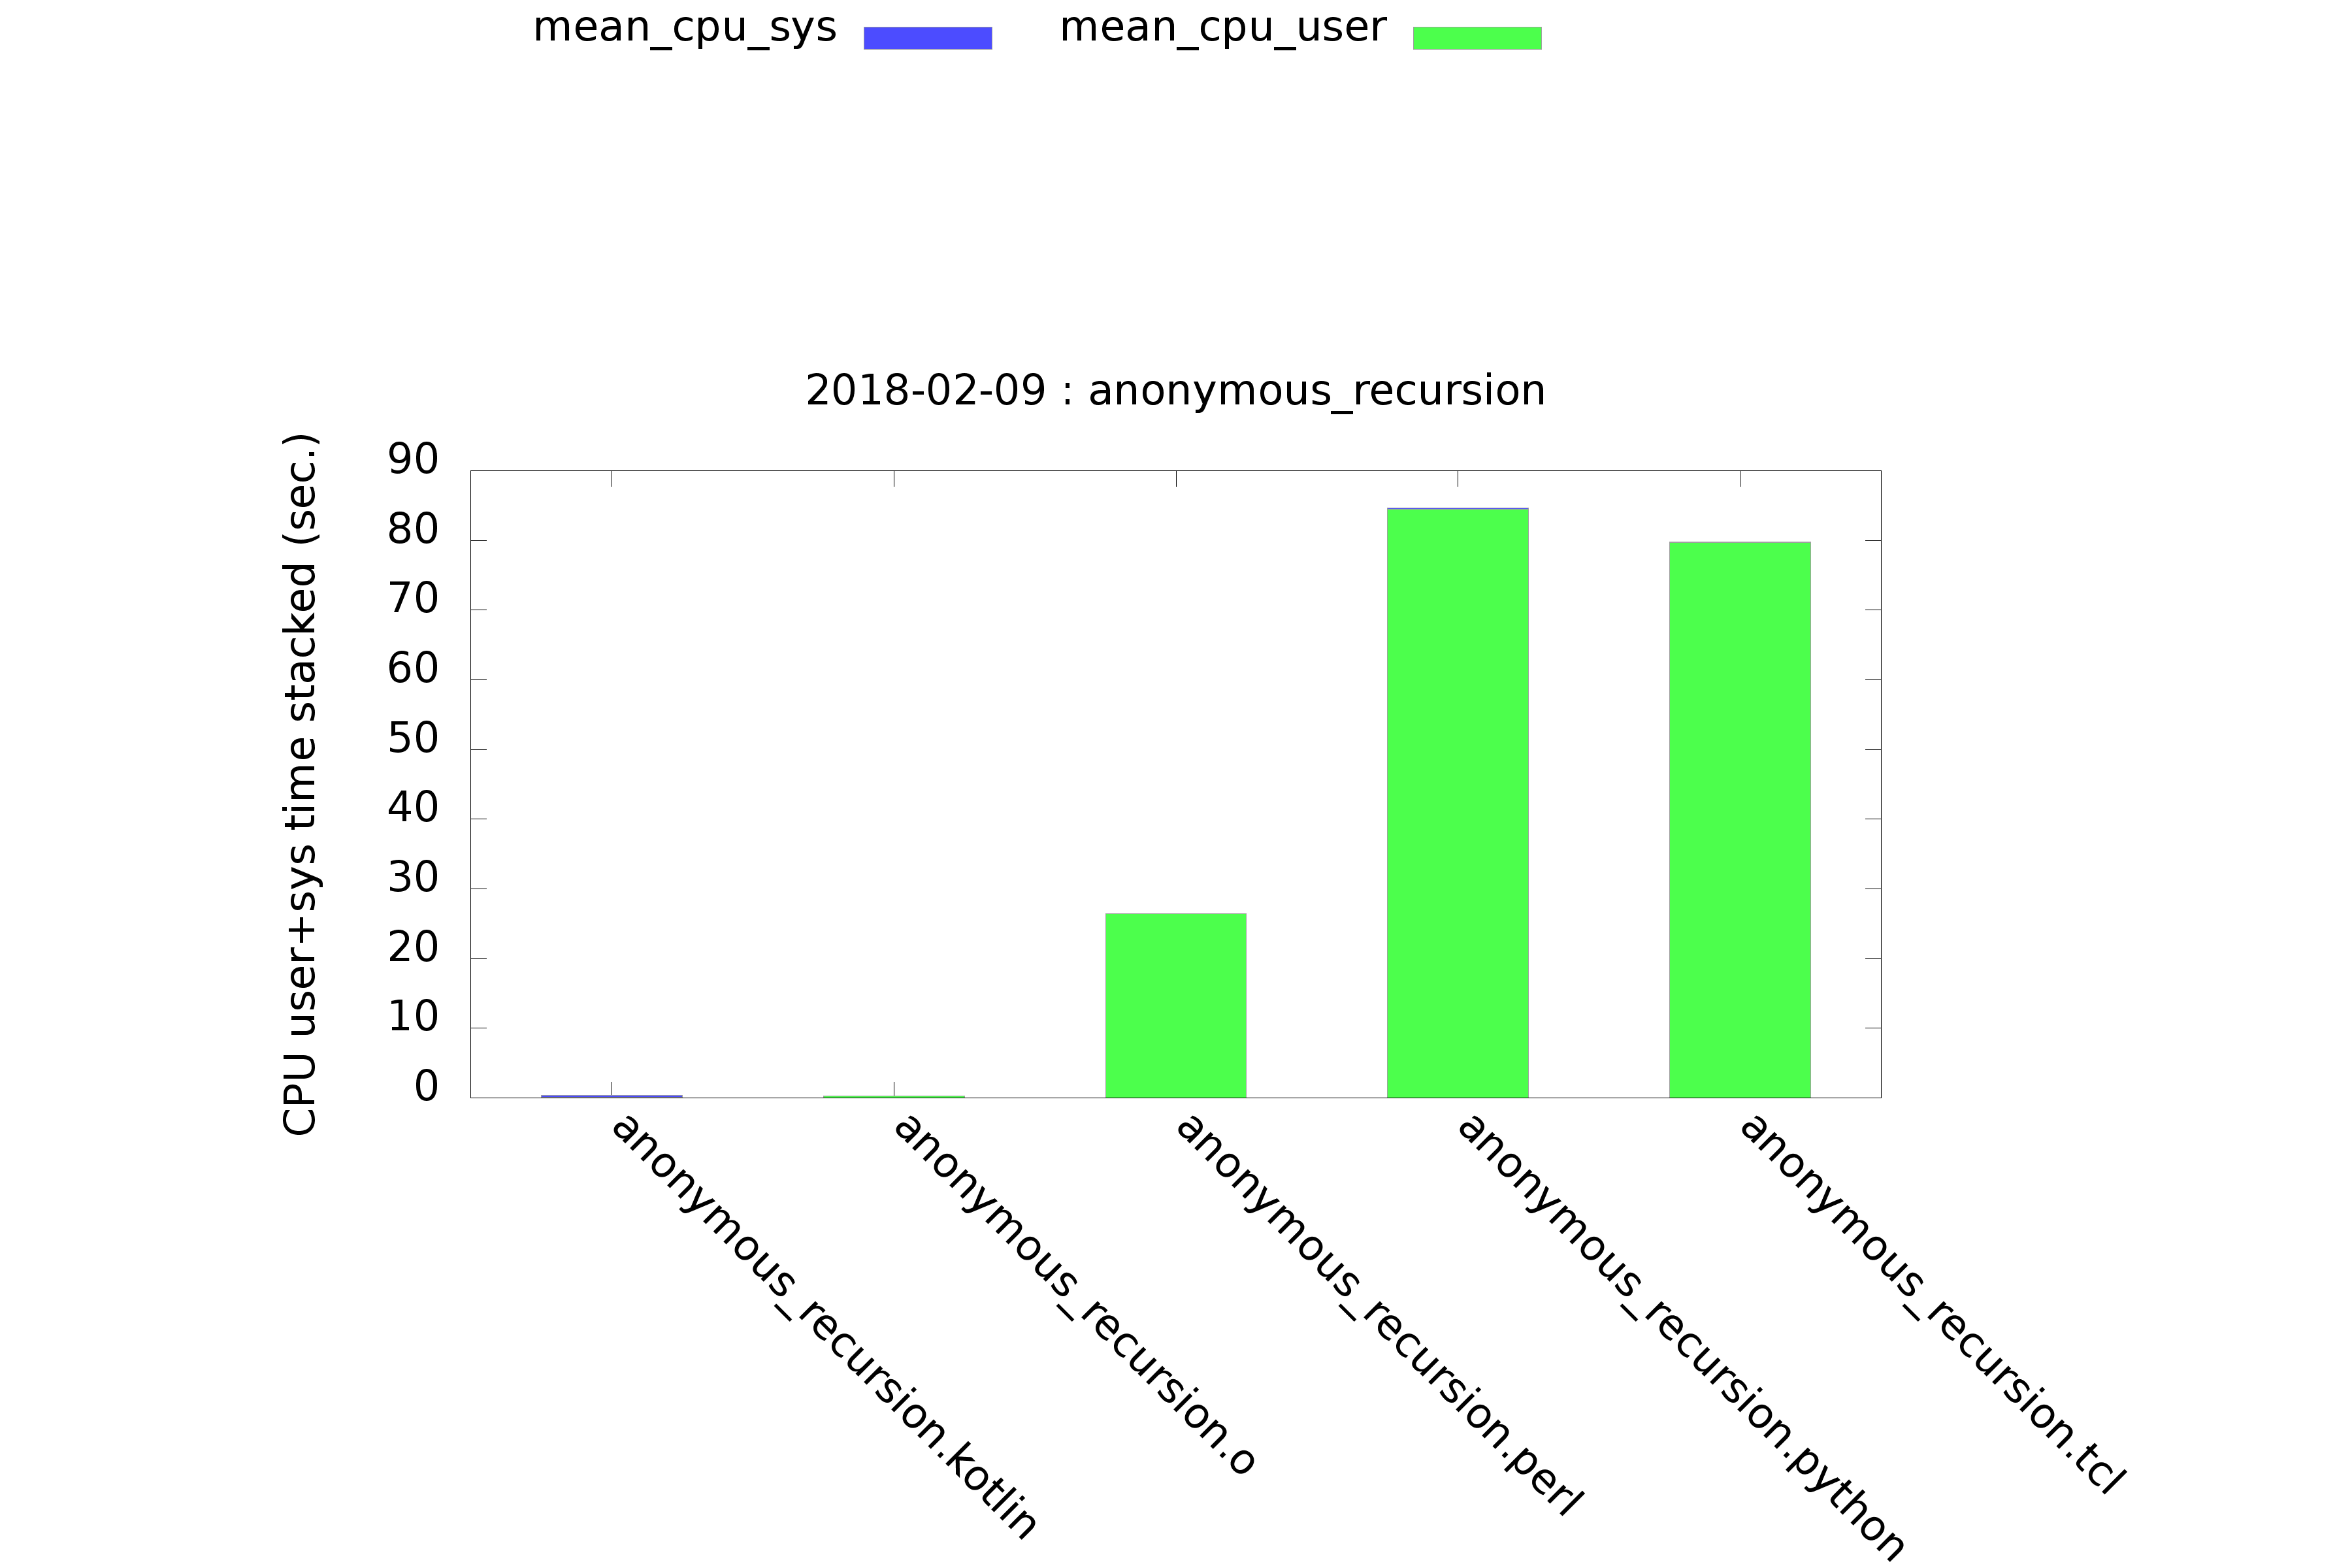 mean_cpu_sys mean_cpu_user
2018-02-09 : anonymous_recursion
CPU user+sys time stacked (sec.)
90
80
70
60
50
40
30
20
10
0
anonymous_recursion.kotlin
anonymous_recursion.o
anonymous_recursion.perl
anonymous_recursion.python
anonymous_recursion.tcl